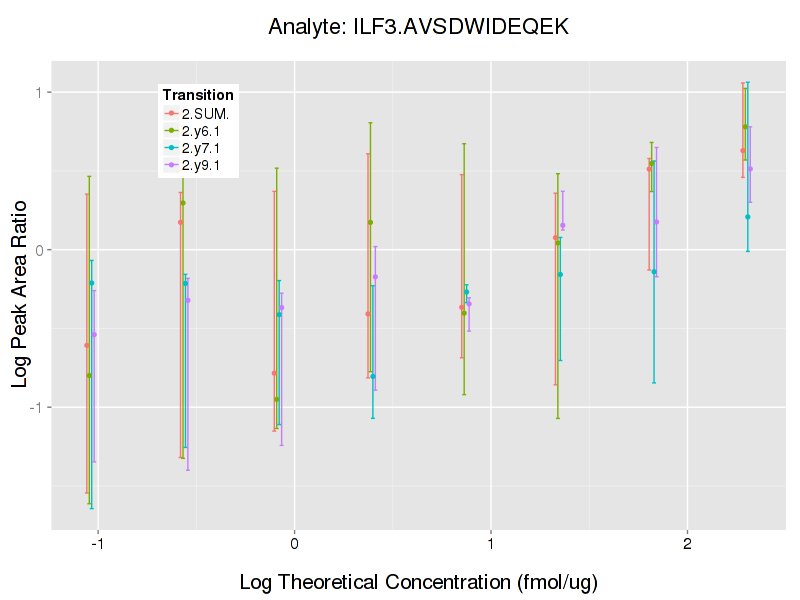 Analyte: ILF3.AVSDWIDEQEK
Log Peak Area Ratio
1
0
-1
Transition
2.SUM.
2.y6.1
2.y7.1
2.y9.1
-1
0
1
2
Log Theoretical Concentration (fmol/ug)